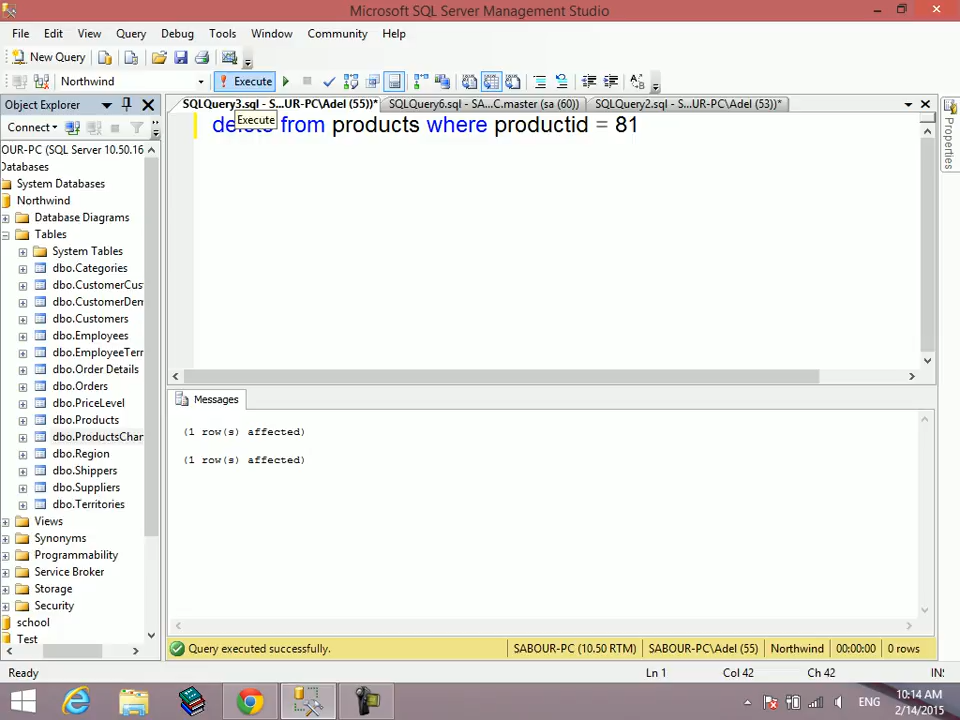 Microsoft SQL Server Management Studio
File Edit View Query Debug Tools Window Community Help
New Query
Northwind Execute
Object Explorer
SQLQuery3.sql - S...UR-PC\Adel (55))* SQLQuery6.sql - SA...C.master (sa (60)) SQLQuery2.sql - S...UR-PC\Adel (53))*
Execute
Connect
delete from products where productid = 81
Properties
OUR-PC (SQL Server 10.50.16
Databases
System Databases
Northwind
Database Diagrams
Tables
System Tables
dbo.Categories
dbo.CustomerCus
dbo.CustomerDem
dbo.Customers
dbo.Employees
dbo.EmployeeTerr
dbo.Order Details
dbo.Orders
dbo.PriceLevel
dbo.Products
dbo.ProductsChan
dbo.Region
dbo.Shippers
dbo.Suppliers
dbo.Territories
Views
Synonyms
Programmability
Service Broker
Storage
Security
school
Test
Messages
(1 row(s) affected)
(1 row(s) affected)
Query executed successfully. SABOUR-PC (10.50 RTM) SABOUR-PC\Adel (55) Northwind 00:00:00 0 rows
Ready Ln 1 Col 42 Ch 42 INS
ENG
10:14 AM
2/14/2015